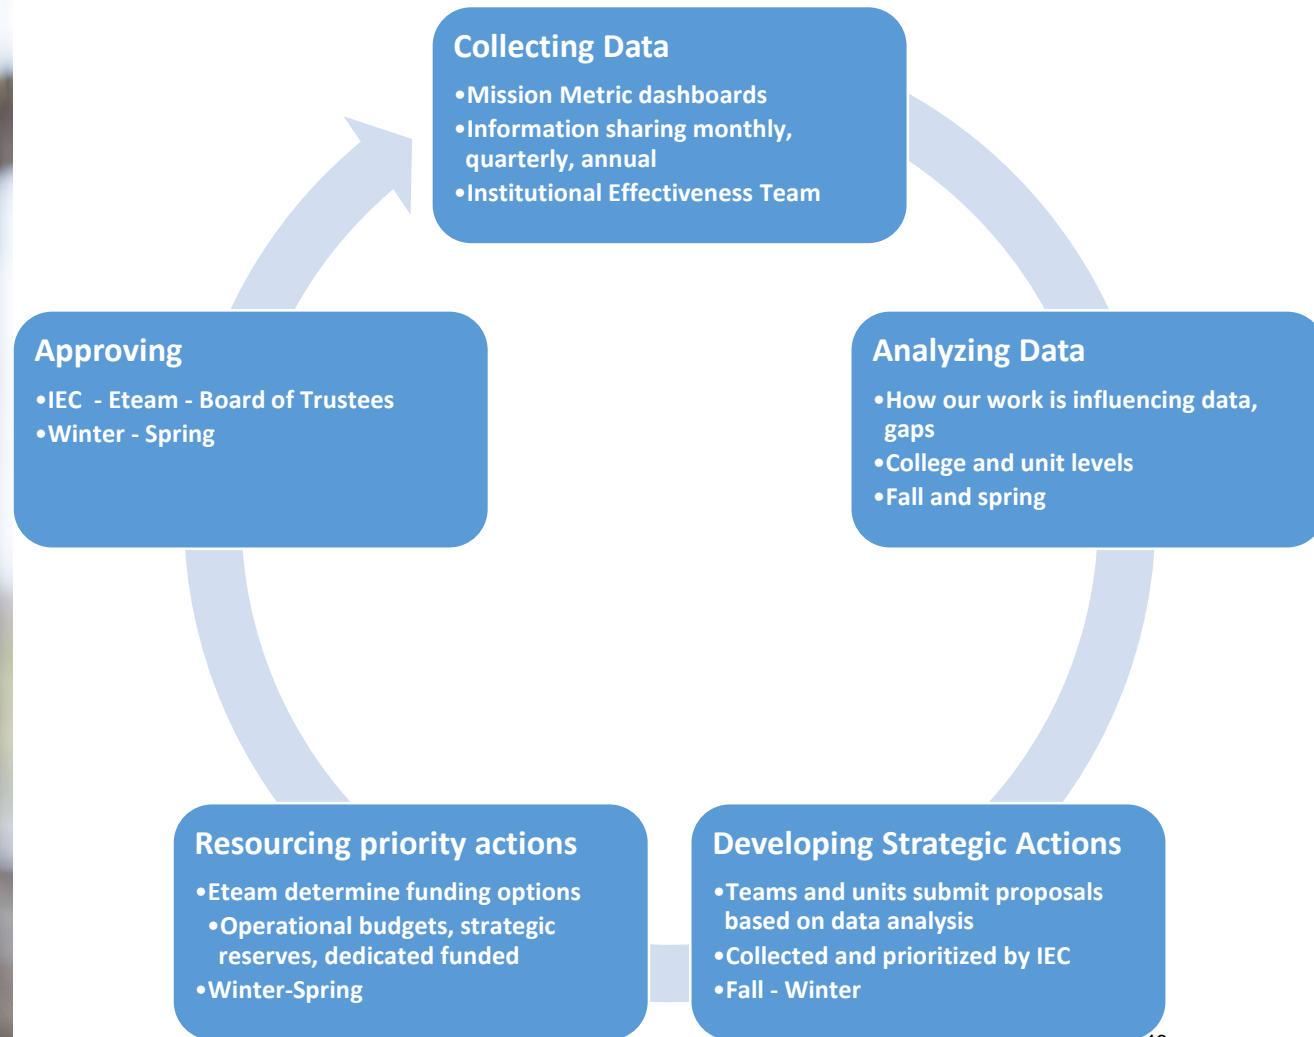 Collecting Data
•Mission Metric dashboards
•Information sharing monthly,
quarterly, annual
•Institutional Effectiveness Team
Analyzing Data
•How our work is influencing data,
gaps
•College and unit levels
•Fall and spring
Developing Strategic Actions
•Teams and units submit proposals
based on data analysis
•Collected and prioritized by IEC
•Fall - Winter
Resourcing priority actions
•Eteam determine funding options
•Operational budgets, strategic
reserves, dedicated funded
•Winter-Spring
Approving
•IEC - Eteam - Board of Trustees
•Winter - Spring